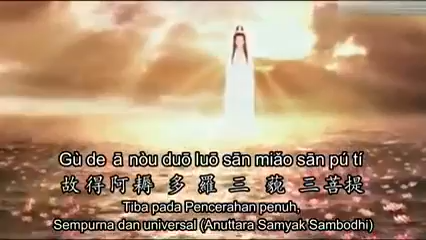 Gù de ā nòu duō luō sān miǎo sān pú tí
故得阿耨多羅三藐三菩提
Tiba pada Pencerahan penuh,
Sempurna dan universal (Anuttara Samyak Sambodhi)